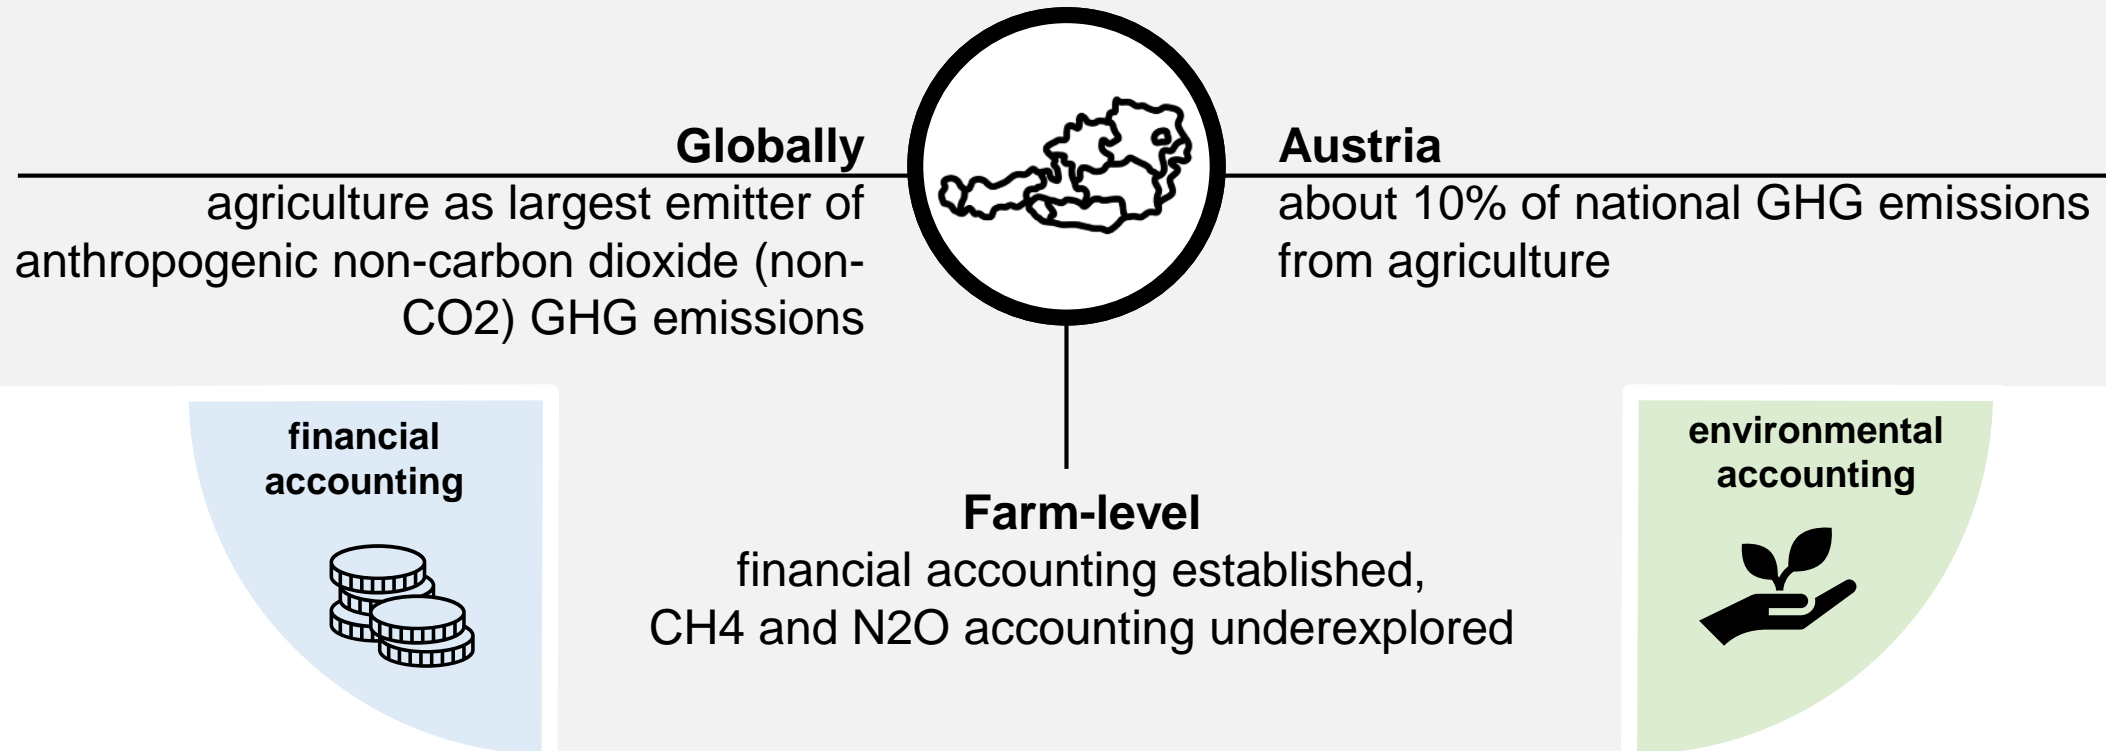 Globally
agriculture as largest emitter of
anthropogenic non-carbon dioxide (non-
CO2) GHG emissions
Austria
about 10% of national GHG emissions
from agriculture
financial
accounting
Farm-level
financial accounting established,
CH4 and N2O accounting underexplored
environmental
accounting